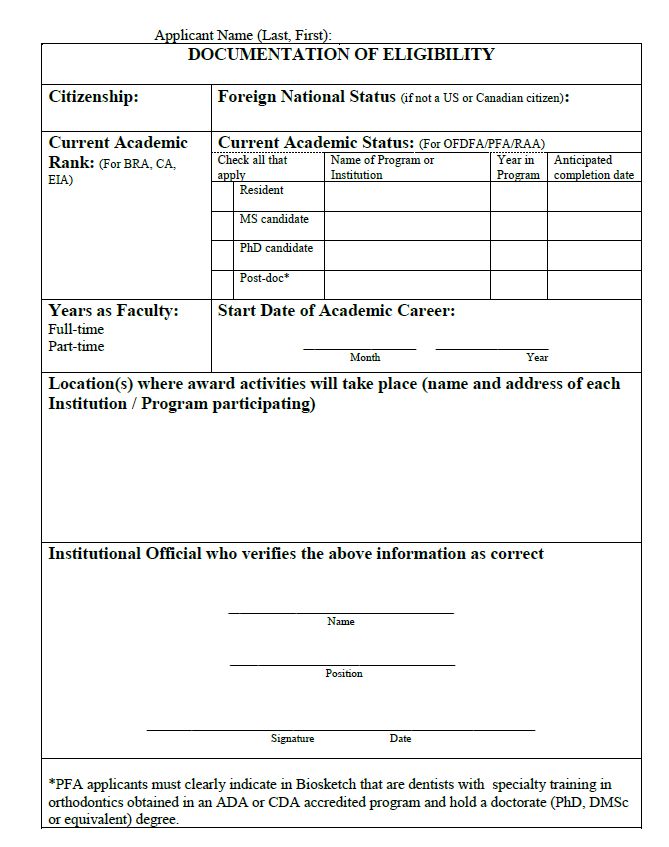 Applicant Name (Last, First):
DOCUMENTATION OF ELIGIBILITY
Citizenship:
Foreign National Status (if not a US or Canadian citizen):
Current Academic
Rank: (For BRA, CA,
EIA)
Current Academic Status: (For OFDFA/PFA/RAA)
Check all that
apply
Name of Program or
Institution
Year in
Program
Anticipated
completion date
Resident
MS candidate
PhD candidate
Post-doc*
Years as Faculty:
Full-time
Part-time
Start Date of Academic Career:
Month Year
Location(s) where award activities will take place (name and address of each
Institution / Program participating)
Institutional Official who verifies the above information as correct
Name
Position
Signature Date
*PFA applicants must clearly indicate in Biosketch that are dentists with specialty training in
orthodontics obtained in an ADA or CDA accredited program and hold a doctorate (PhD, DMSc
or equivalent) degree.